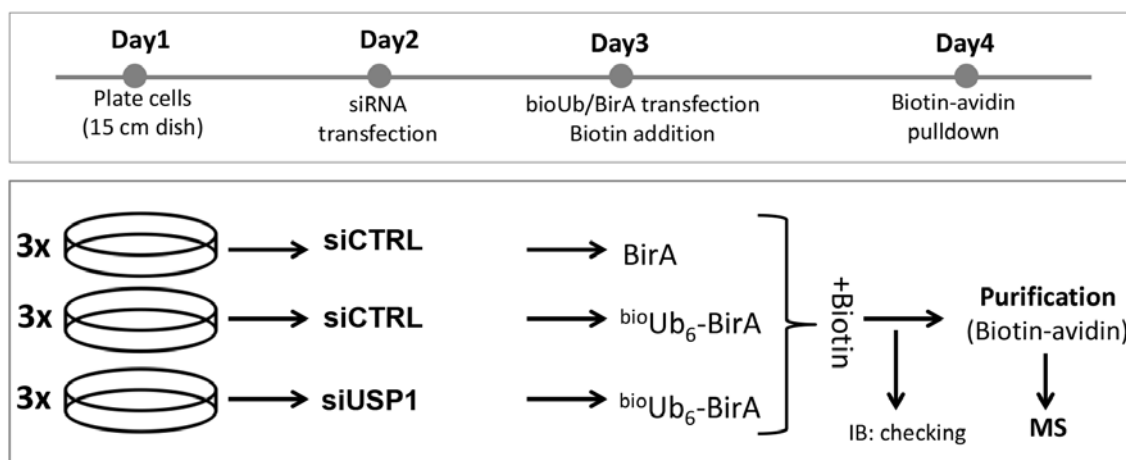 Day1
Day2
Day3
Day4
Plate cells
(15 cm dish)
siRNA
transfection
bioUb/BirA transfection
Biotin addition
Biotin-avidin
pulldown
3x
siCTRL
BirA
3x
siCTRL
bioUb6-BirA
3x
siUSP1
bioUb6-BirA
+Biotin
Purification
(Biotin-avidin)
IB: checking
MS